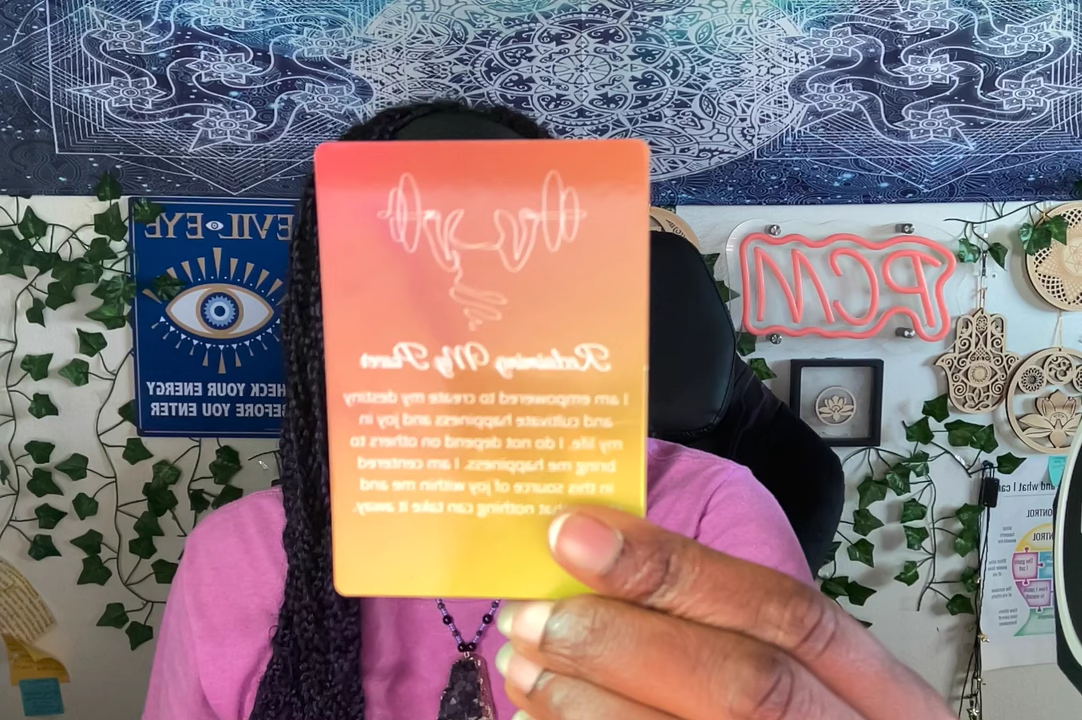 EVIL EYE
CHECK YOUR ENERGY
BEFORE YOU ENTER
Reclaiming My Power
I am empowered to create my destiny
and cultivate happiness and joy in
my life. I do not depend on others to
bring me happiness. I am centered
in this source of joy within me and
that nothing can take it away.
PCM
and what I ca
CONTROL